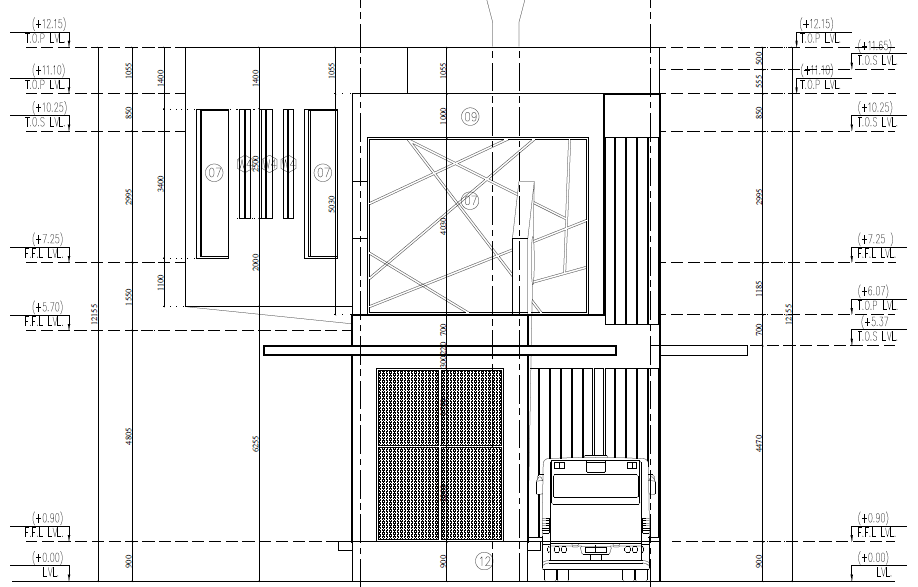 (+12.15)
T.O.P LVL.
(+11.10)
T.O.P LVL.
(+10.25)
T.O.S LVL.
(+7.25)
F.F.L LVL.
(+5.70)
F.F.L LVL.
(+0.90)
F.F.L LVL.
(+0.00)
LVL.
12155
1055
850
2995
1550
4805
900
1400
3400
1100
1400
2500
2000
6255
1055
5030
1055
1000
4030
700
900
07
W4
W4
W4
07
09
07
12
500
555
850
2995
1185
700
4470
900
12155
(+12.15)
T.O.P LVL.
(+11.65)
T.O.S LVL.
(+11.10)
T.O.P LVL.
(+10.25)
T.O.S LVL.
(+7.25 )
F.F.L LVL.
(+6.07)
T.O.P LVL.
(+5.37
T.O.S LVL.
(+0.90)
F.F.L LVL.
(+0.00)
LVL.